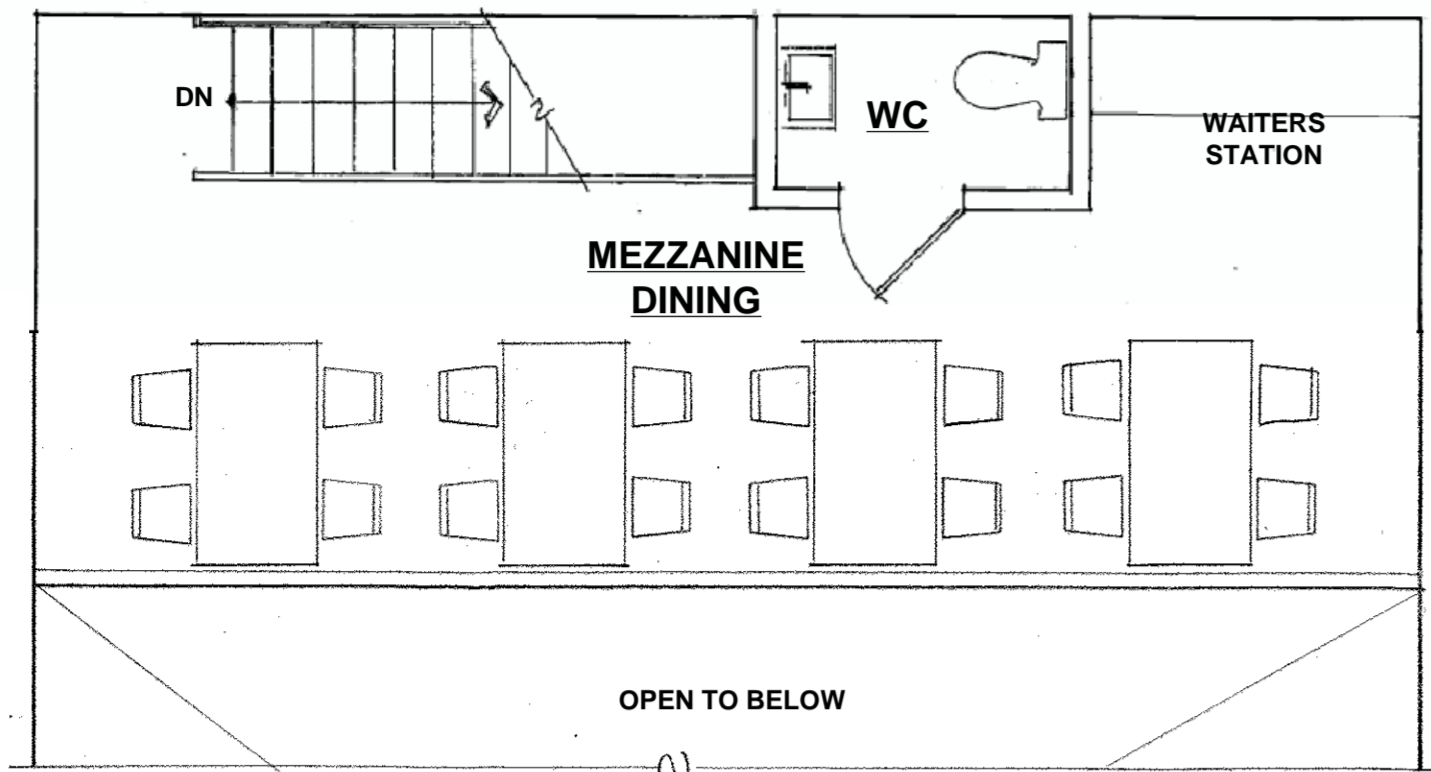 DN
WC
WAITERS
STATION
MEZZANINE
DINING
OPEN TO BELOW